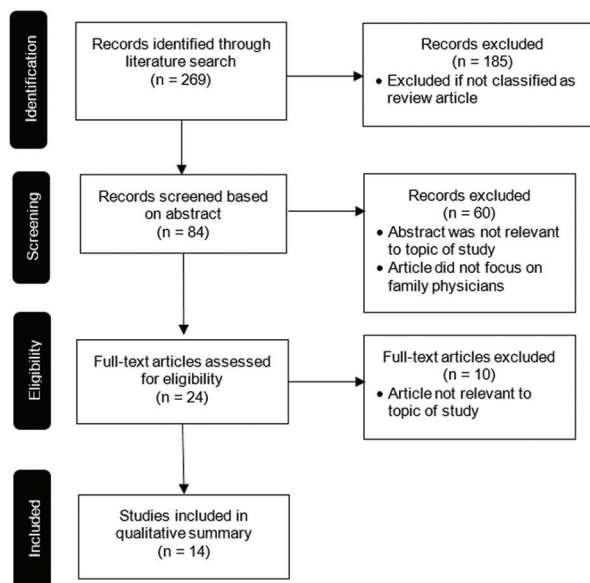 Identification
Records identified through
literature search
(n = 269)
Records excluded
(n = 185)
• Excluded if not classified as
review article
Screening
Records screened based
on abstract
(n = 84)
Records excluded
(n = 60)
• Abstract was not relevant
to topic of study
• Article did not focus on
family physicians
Eligibility
Full-text articles assessed
for eligibility
(n = 24)
Full-text articles excluded
(n = 10)
• Article not relevant to
topic of study
Included
Studies included in
qualitative summary
(n = 14)